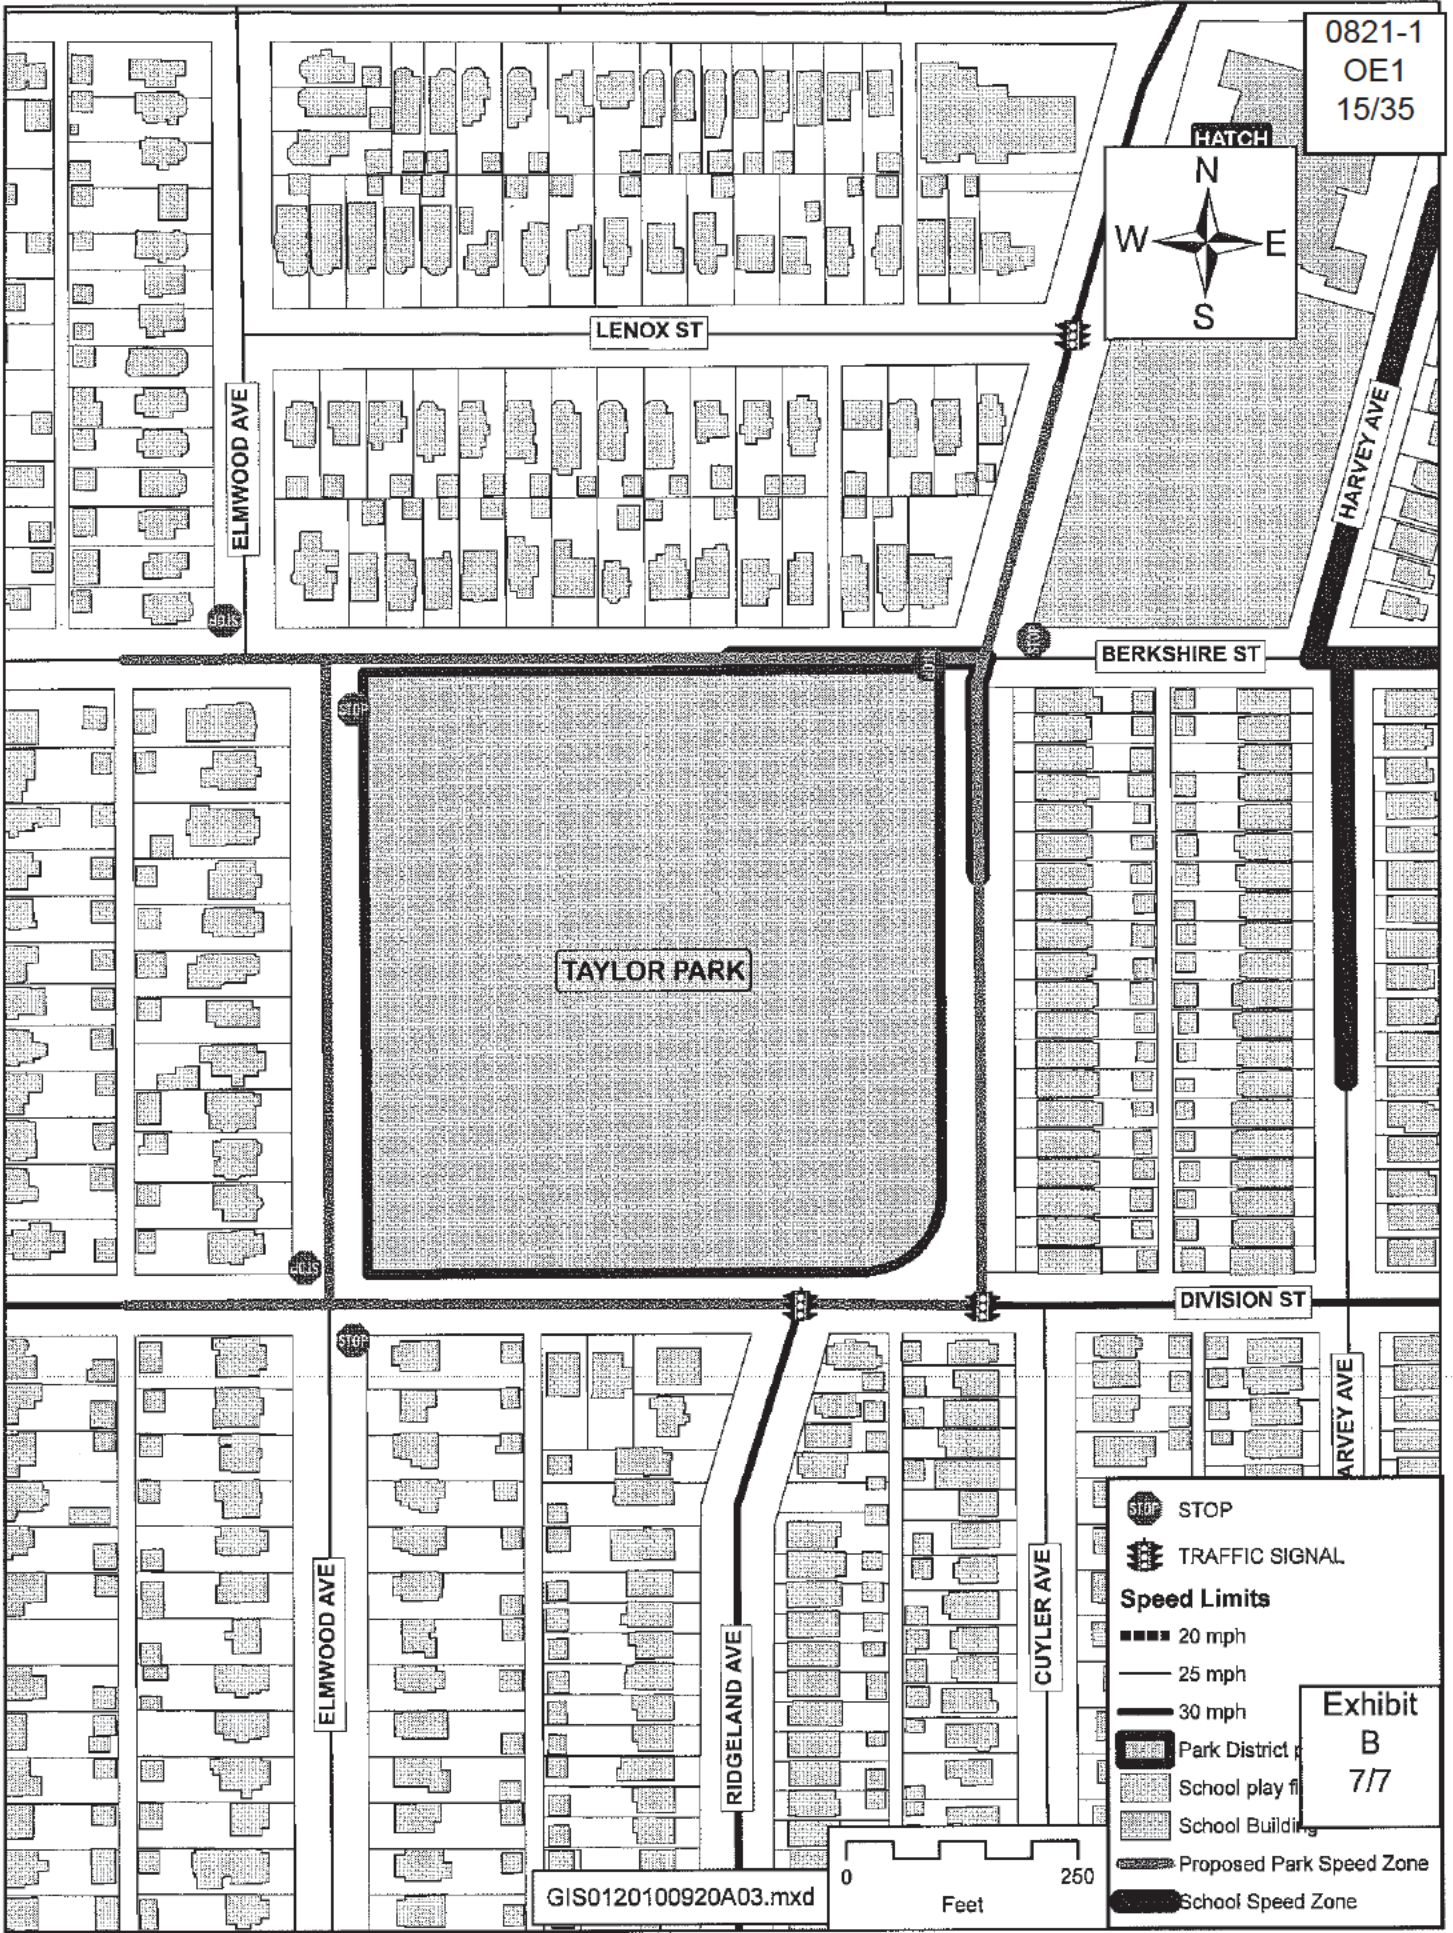 0821-1
OE1
15/35
HATCH
N
W E
S
LENOX ST
ELMWOOD AVE
HARVEY AVE
STOP
STOP
BERKSHIRE ST
STOP
TAYLOR PARK
STOP
DIVISION ST
STOP
ARVEY AVE
ELMWOOD AVE
RIDGELAND AVE
CUYLER AVE
STOP STOP
TRAFFIC SIGNAL
Speed Limits
20 mph
25 mph
30 mph
Park District p
School play fi
School Building
Proposed Park Speed Zone
School Speed Zone
Exhibit
B
7/7
GIS0120100920A03.mxd
0 250
Feet